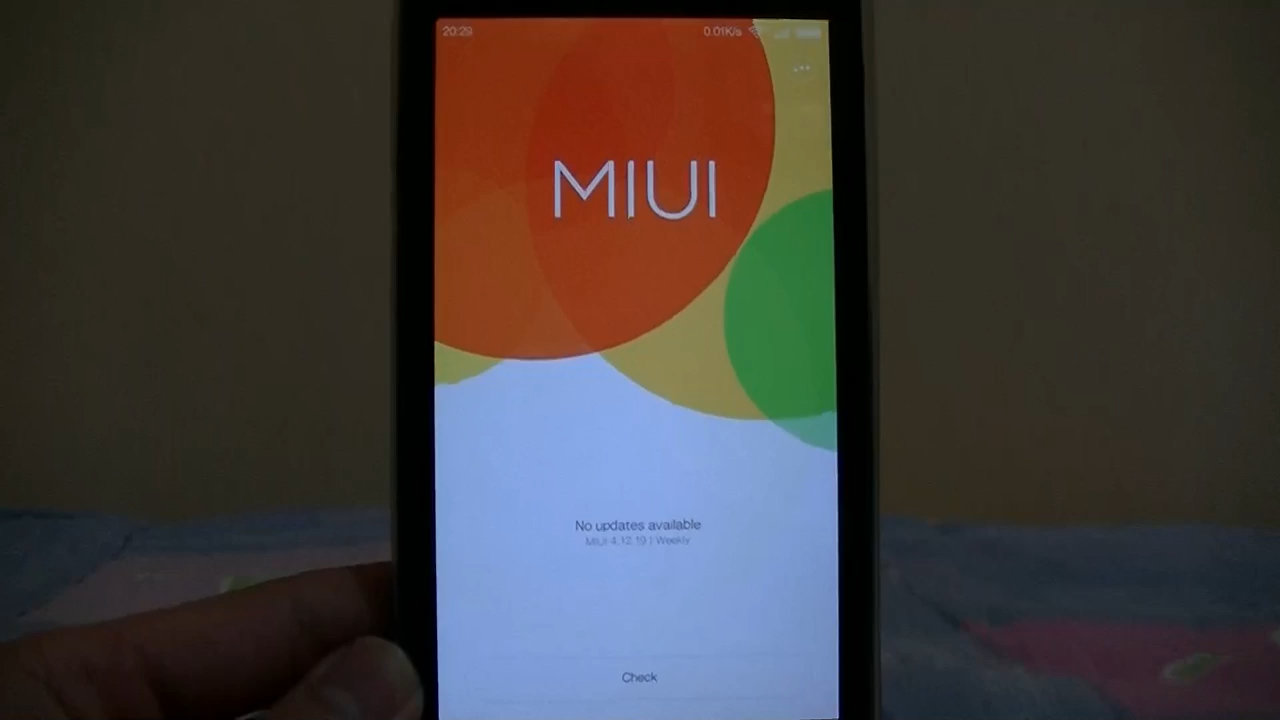 20:29
0.01K/s
MIUI
No updates available
MIUI 4.12.19 | Weekly
Check